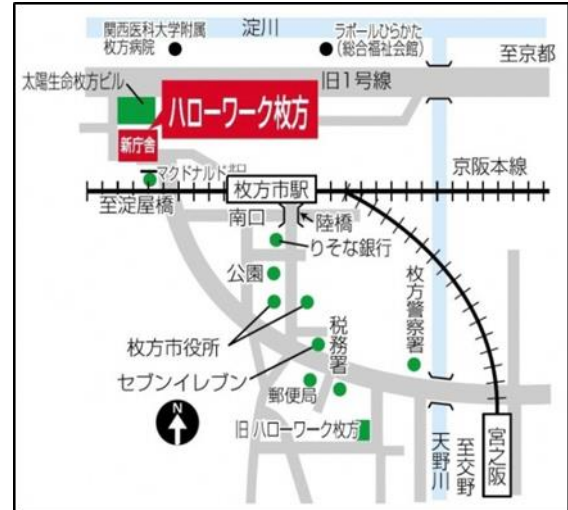 関西医科大学附属
枚方病院
淀川
ラポールひらかた
(総合福祉会館)
至京都
太陽生命枚方ビル
旧1号線
ハローワーク枚方
新庁舎
マクドナルド
京阪本線
枚方市駅
至淀屋橋
南口
陸橋
りそな銀行
公園
枚方市役所
税務署
枚方警察署
セブンイレブン
郵便局
N
旧 ハローワーク枚方
天野川
至交野
宮之阪